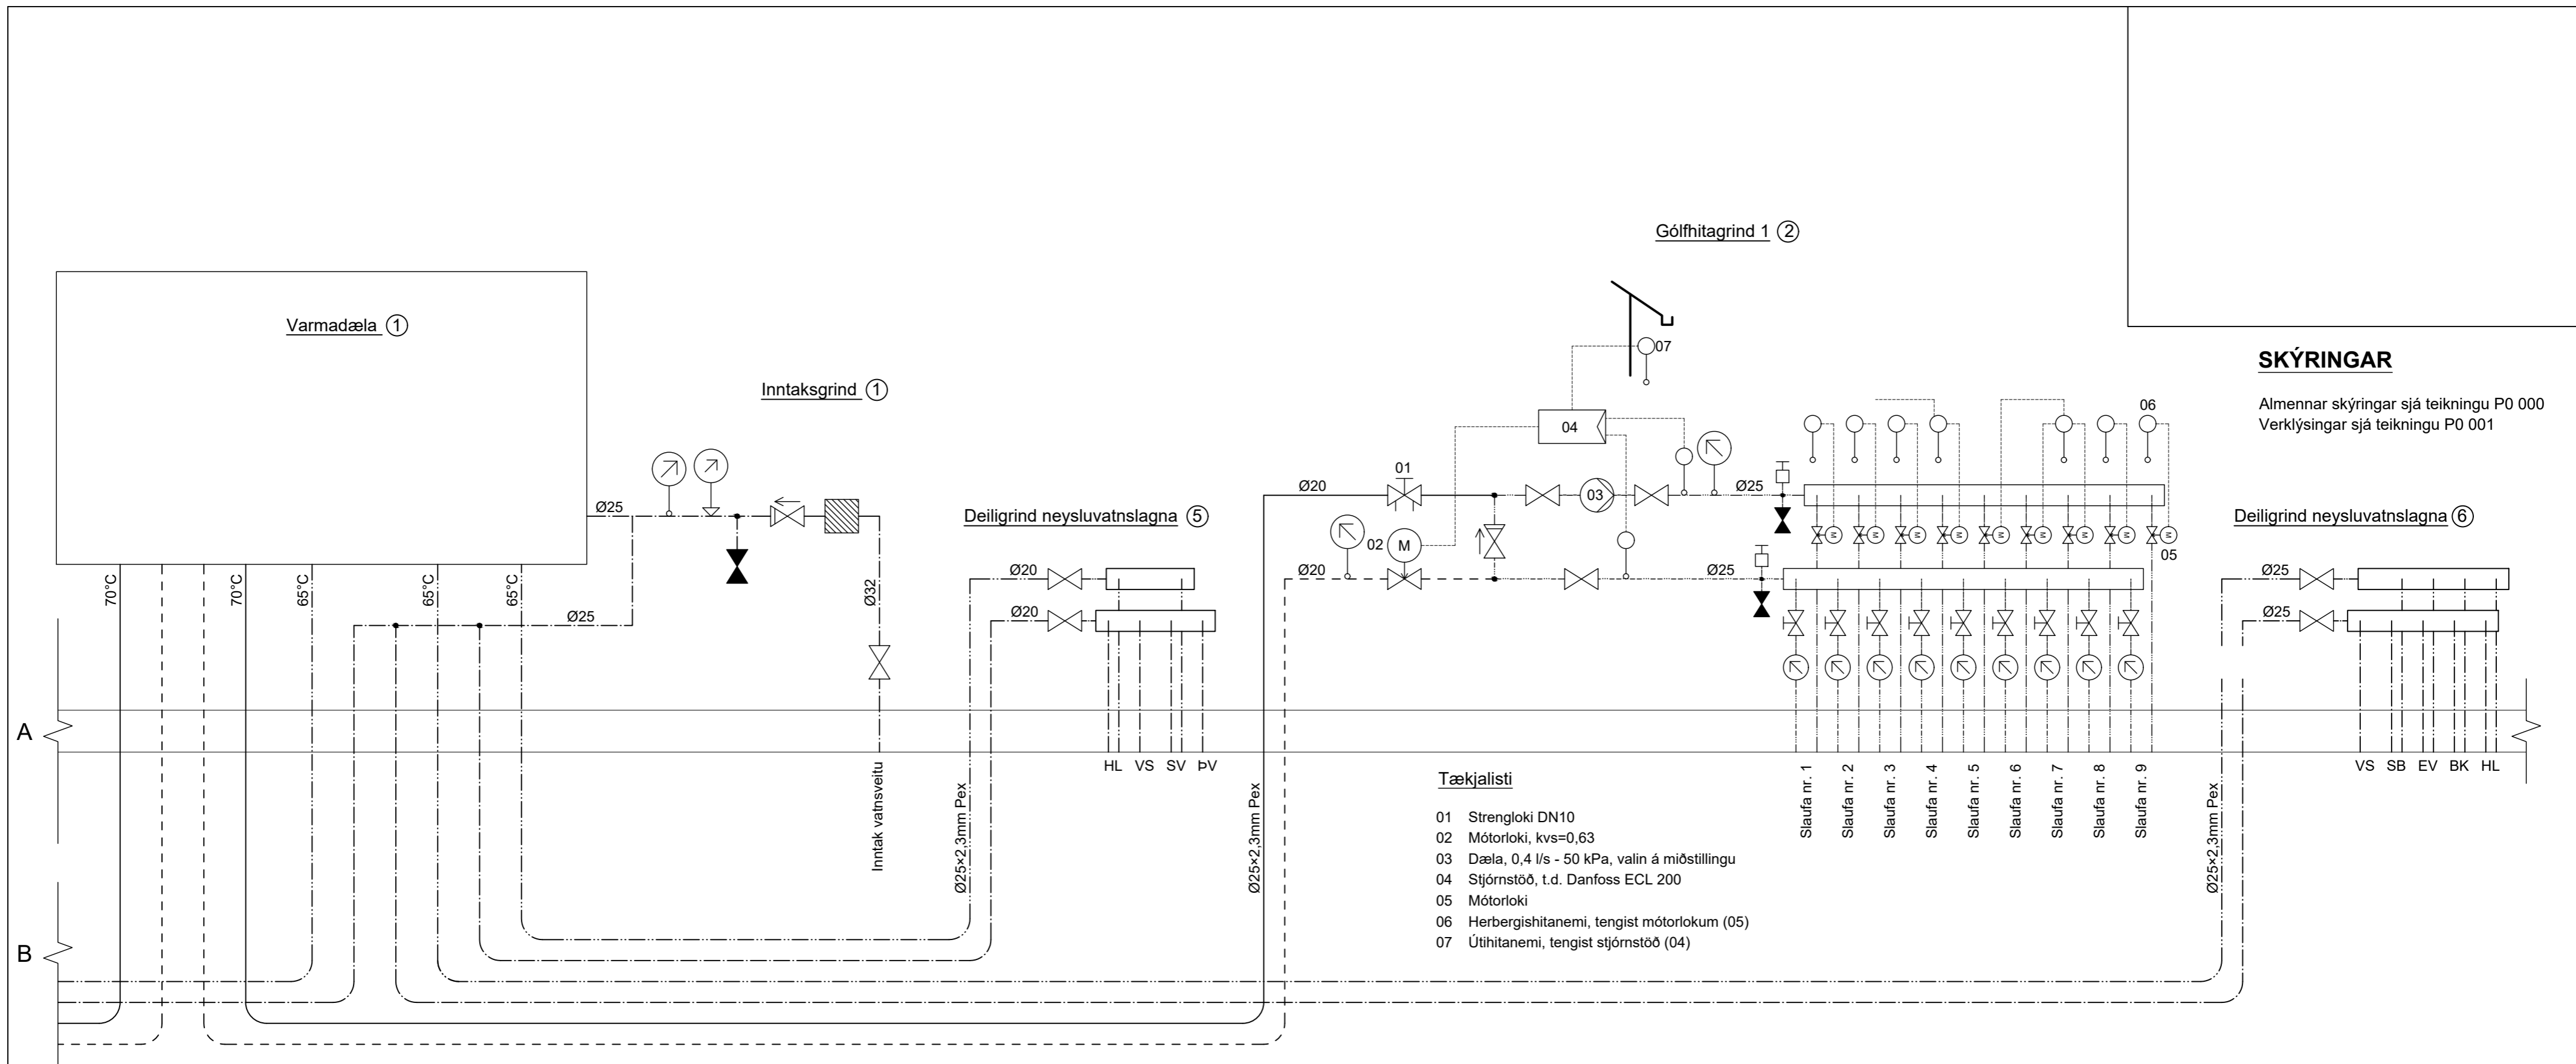 Gólfhitagrind 1 2
Varmadæla 1
07
SKÝRINGAR
Almennar skýringar sjá teikningu P0 000
Verklýsingar sjá teikningu P0 001
Inntaksgrind 1
04
06
01
Ø20
03
Ø25
Ø25
Deiligrind neysluvatnslagna 5
Deiligrind neysluvatnslagna 6
02
M
M
M
M
M
M
M
M
M
M
05
70°C
70°C
65°C
65°C
65°C
Ø25
Ø32
Ø20
Ø20
Ø20
Ø25
Ø25
Ø25
A
HL VS SV ÞV
VS SB EV BK HL
Inntak vatnsveitu
Ø25×2,3mm Pex
Ø25×2,3mm Pex
Ø25×2,3mm Pex
Slaufa nr. 1
Slaufa nr. 2
Slaufa nr. 3
Slaufa nr. 4
Slaufa nr. 5
Slaufa nr. 6
Slaufa nr. 7
Slaufa nr. 8
Slaufa nr. 9
Tækjalisti
01 Strengloki DN10
02 Mótorloki, kvs=0,63
03 Dæla, 0,4 l/s - 50 kPa, valin á miðstillingu
04 Stjórnstöð, t.d. Danfoss ECL 200
05 Mótorloki
06 Herbergishitanemi, tengist mótorlokum (05)
07 Útihitanemi, tengist stjórnstöð (04)
B